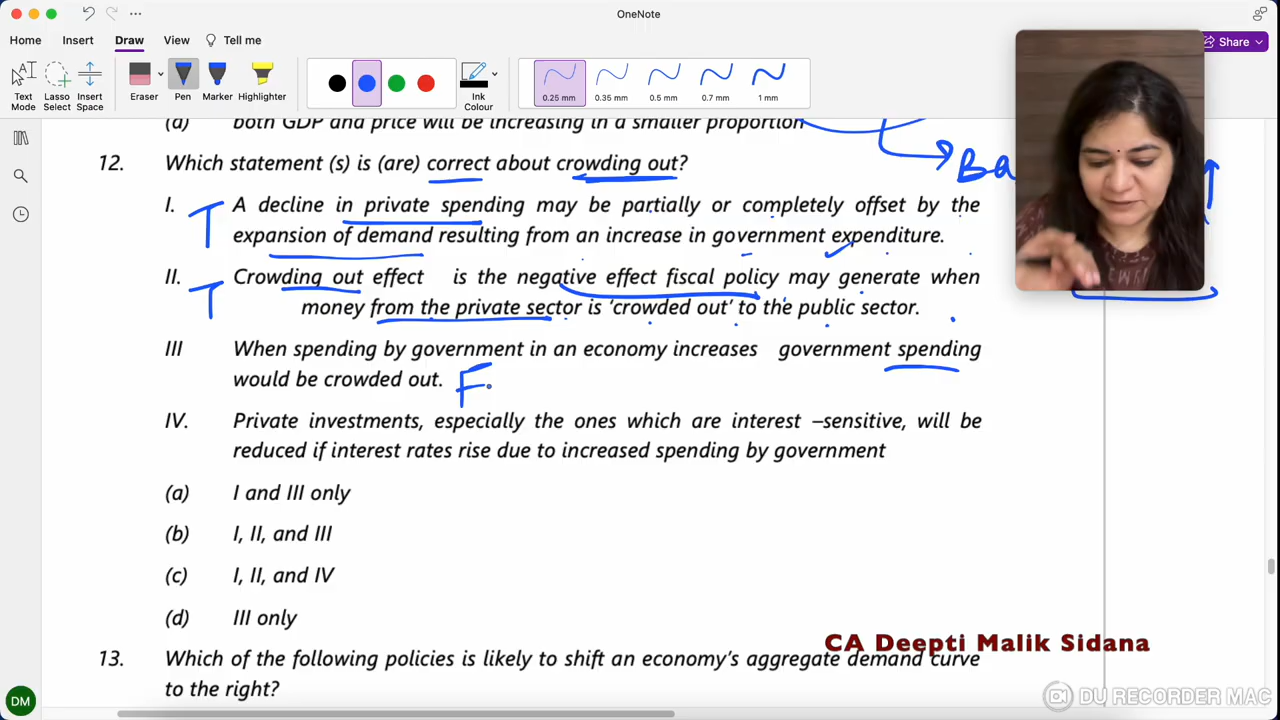 OneNote
Home Insert Draw View Tell me Share
Text Mode Lasso Select Insert Space Eraser Pen Marker Highlighter Ink Colour 0.25 mm 0.35 mm 0.5 mm 0.7 mm 1 mm
(d) both GDP and price will be increasing in a smaller proportion
12. Which statement (s) is (are) correct about crowding out? Ba
I. T A decline in private spending may be partially or completely offset by the
expansion of demand resulting from an increase in government expenditure.
II. T Crowding out effect is the negative effect fiscal policy may generate when
money from the private sector is 'crowded out' to the public sector.
III When spending by government in an economy increases government spending
would be crowded out. F
IV. Private investments, especially the ones which are interest –sensitive, will be
reduced if interest rates rise due to increased spending by government
(a) I and III only
(b) I, II, and III
(c) I, II, and IV
(d) III only
CA Deepti Malik Sidana
13. Which of the following policies is likely to shift an economy's aggregate demand curve
to the right?
DM
DU RECORDER MAC